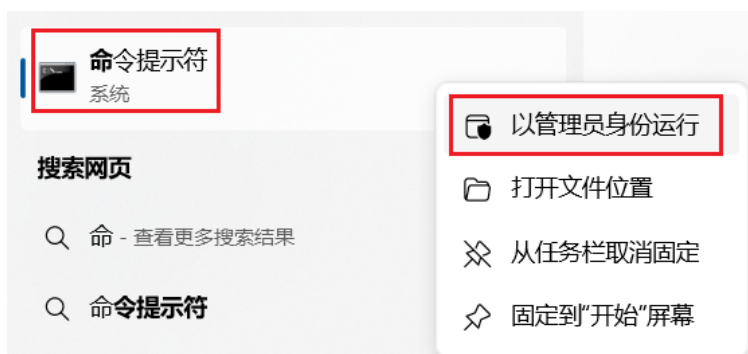 命令提示符
系统
搜索网页
命 - 查看更多搜索结果
命令提示符
以管理员身份运行
打开文件位置
从任务栏取消固定
固定到"开始"屏幕